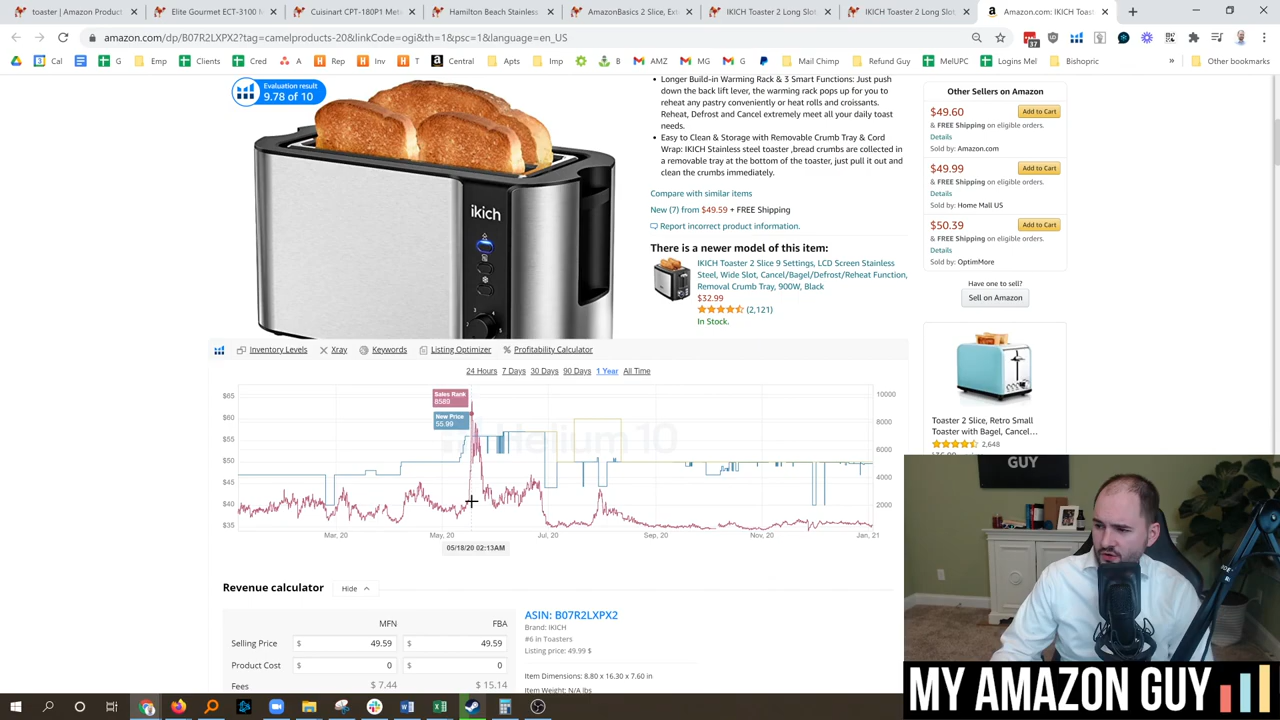 toaster 2 Product
Elite Gourmet ECT-3100
Cuisinart CPT-180P1 Met
Hamilton Beach Stainless
AmazonBasics 2 Slice, Ext
IKICH Toaster 2 Long Slot
IKICH Toaster 2 Long Slot
Amazon.com: IKICH Toast
amazon.com/dp/B07R2LXPX2?tag=camelproducts-20&linkCode=ogi&th=1&psc=1&language=en_US
37
Cal
G
Emp
Clients
Cred
A
Rep
Inv
T
Central
Apts
Imp
B
AMZ
MG
G
Mail Chimp
Payroll
UPC
MelUPC
Logins Mel
Bishopric
»
Other bookmarks
Evaluation result
9.78 of 10
ikich
Longer Build-in Warming Rack & 3 Smart Functions: Just push
down the back lift lever, the warming rack pops up for you to
reheat any pastry conveniently or heat rolls and croissants.
Reheat, Defrost and Cancel extremely meet all your daily toast
needs.
Easy to Clean & Storage with Removable Crumb Tray & Cord
Wrap: IKICH Stainless steel toaster ,bread crumbs are collected in
a removable tray at the bottom of the toaster, just pull it out and
clean the crumbs immediately.
Compare with similar items
New (7) from $49.59 + FREE Shipping
Report incorrect product information.
There is a newer model of this item:
IKICH Toaster 2 Slice 9 Settings, LCD Screen Stainless
Steel, Wide Slot, Cancel/Bagel/Defrost/Reheat Function,
Removal Crumb Tray, 900W, Black
$32.99
(2,121)
In Stock.
Other Sellers on Amazon
$49.60
Add to Cart
& FREE Shipping on eligible orders.
Details
Sold by: Amazon.com
$49.99
Add to Cart
& FREE Shipping on eligible orders.
Details
Sold by: Home Mall US
$50.39
Add to Cart
& FREE Shipping on eligible orders.
Details
Sold by: OptimMore
Have one to sell?
Sell on Amazon
Toaster 2 Slice, Retro Small
Toaster with Bagel, Cancel…
2,648
Inventory Levels
Xray
Keywords
Listing Optimizer
Profitability Calculator
24 Hours
7 Days
30 Days
90 Days
1 Year
All Time
$65
$60
$55
$50
$45
$40
$35
10000
8000
6000
4000
2000
Sales Rank
8589
New Price
55.99
Helium 10
Mar, 20
May, 20
Jul, 20
Sep, 20
Nov, 20
Jan, 21
05/18/20 02:13AM
Revenue calculator
Hide
MFN
FBA
Selling Price
$ 49.59
$ 49.59
Product Cost
$ 0
$ 0
Fees
$ 7.44
$ 15.14
ASIN: B07R2LXPX2
Brand: IKICH
#6 in Toasters
Listing price: 49.99 $
Item Dimensions: 8.80 x 16.30 x 7.60 in
Item Weight: N/A lbs
GUY
MY AMAZON GUY